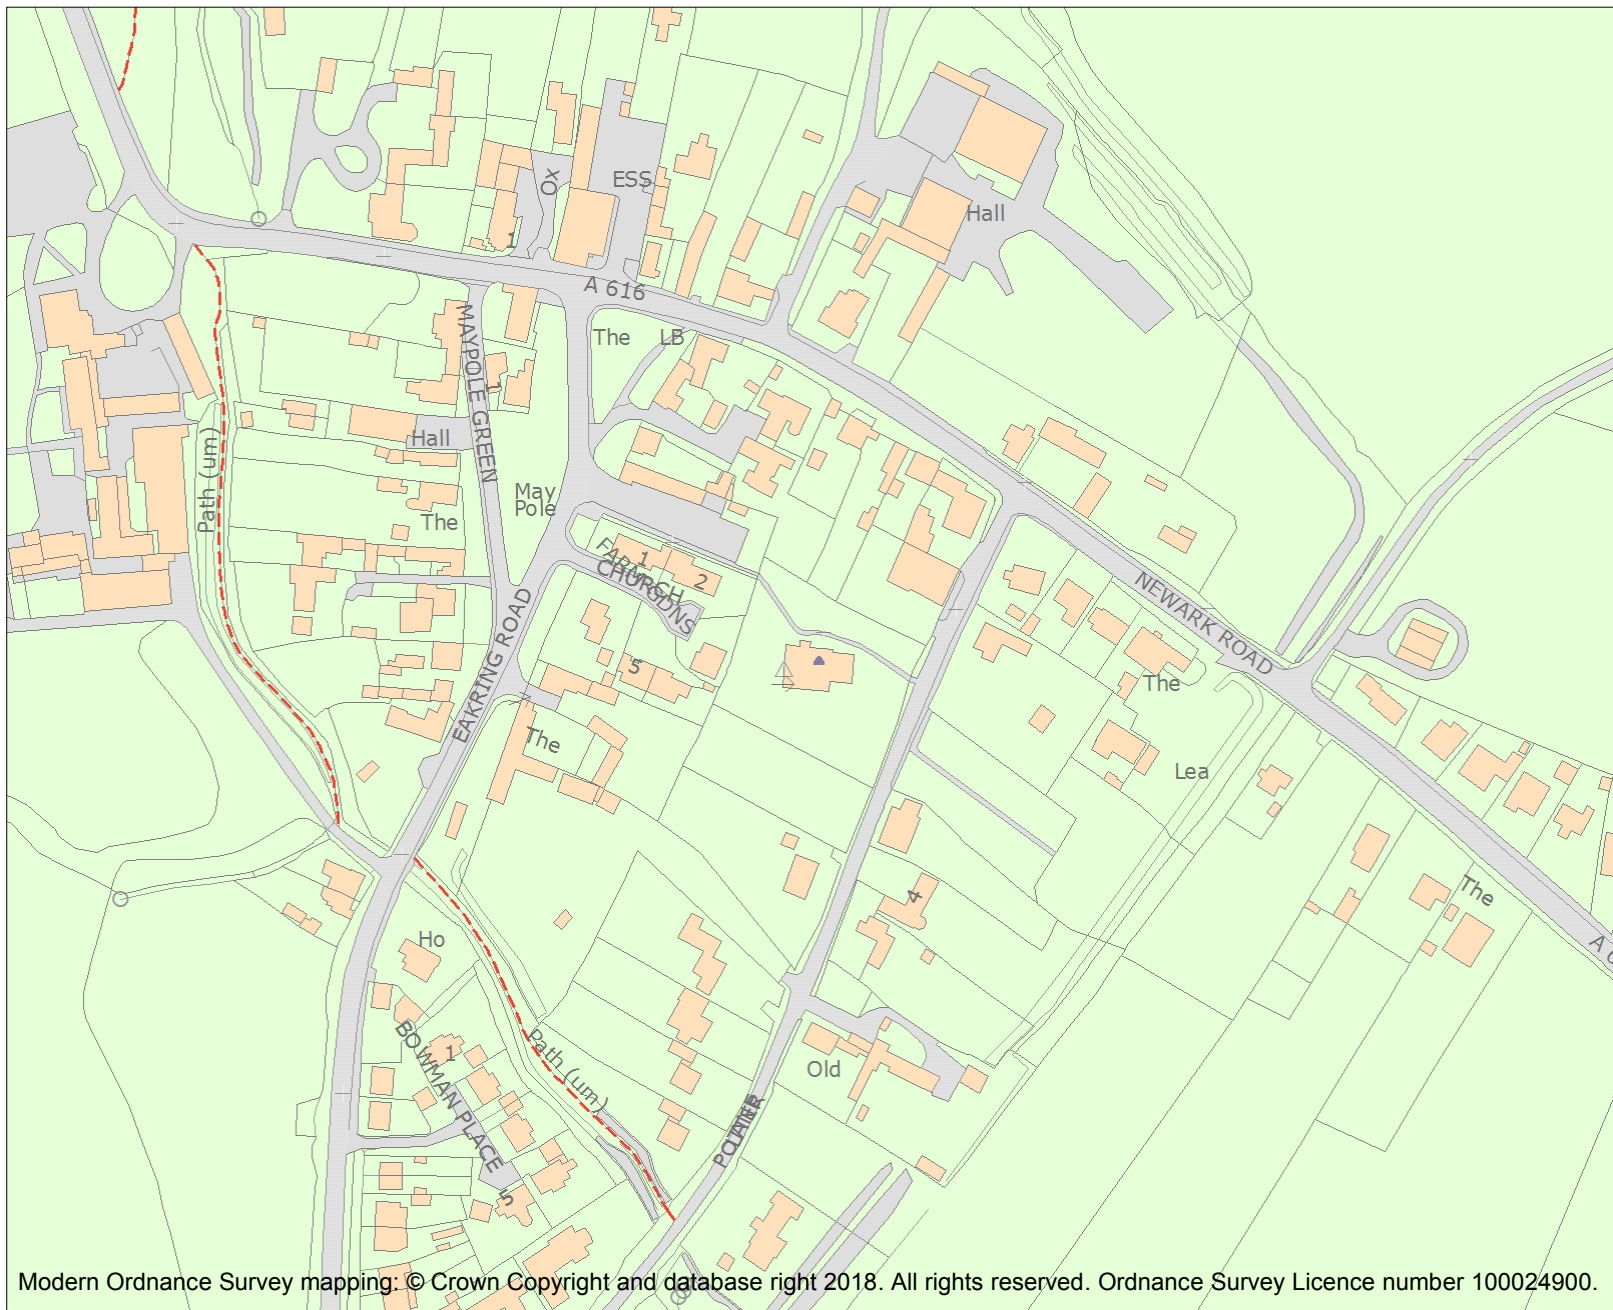 Ox
ESS
1
Hall
A 616
The
LB
MAYPOLE GREEN
1
Hall
Path (um)
May
Pole
The
1
2
FARM
CHURCH
GDNS
NEWARK ROAD
EAKRING ROAD
5
The
The
Lea
4
The
Ho
BOWMAN PLACE
1
Path (um)
Old
POTTER
LANE
5
Modern Ordnance Survey mapping: © Crown Copyright and database right 2018. All rights reserved. Ordnance Survey Licence number 100024900.